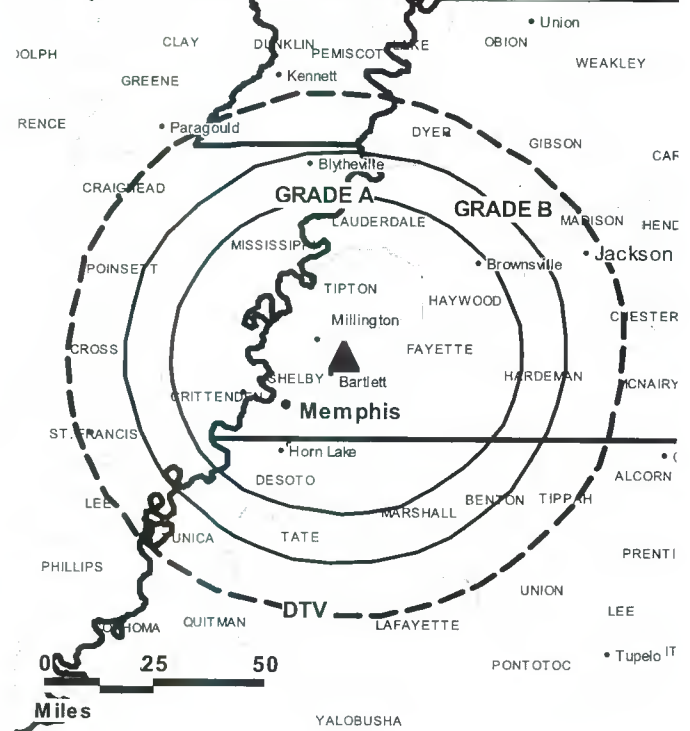 Union
CLAY
DUNKLIN
PEMISCOT
LAKE
OBION
OLPH
WEAKLEY
Kennett
GREENE
RENCE
Paragould
DYER
GIBSON
CAR
Blytheville
CRAIGHEAD
GRADE A
GRADE B
LAUDERDALE
MADISON
HEND
MISSISSIPPI
Jackson
POINSETT
Brownsville
TIPTON
HAYWOOD
Millington
CHESTER
CROSS
FAYETTE
SHELBY
Bartlett
HARDEMAN
MCNAIRY
CRITTENDEN
Memphis
ST. FRANCIS
Horn Lake
DESOTO
ALCORN
LEE
MARSHALL
BENTON
TIPPAH
TUNICA
TATE
PRENTI
PHILLIPS
UNION
DTV
LEE
QUITMAN
LAFAYETTE
0 25 50
Tupelo
IT
PONTOTOC
Miles
YALOBUSHA